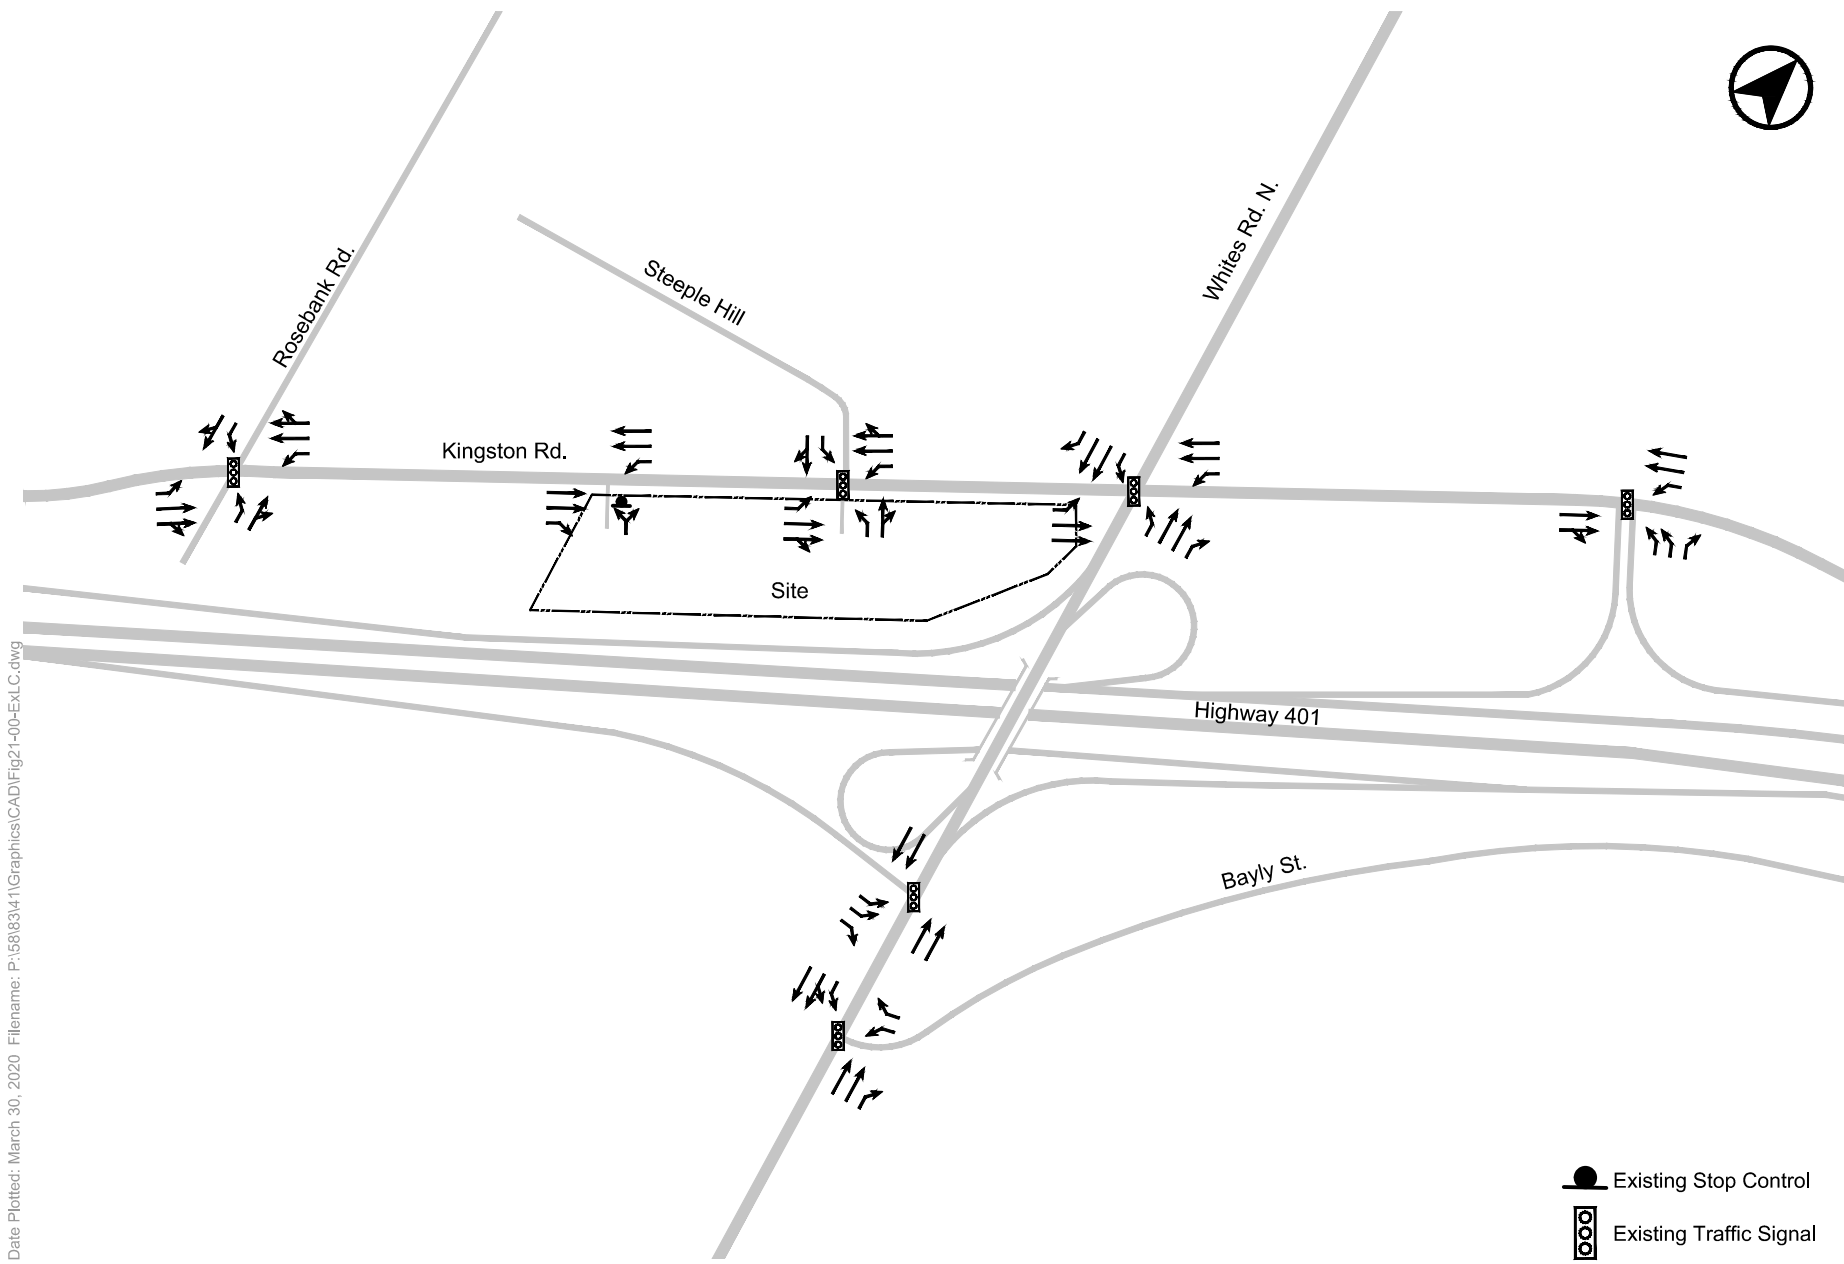 Whites Rd. N.
Rosebank Rd.
Steeple Hill
Kingston Rd.
Site
Highway 401
Bayly St.
Existing Stop Control
Existing Traffic Signal
Date Plotted: March 30, 2020 Filename: P:\58\83\41\Graphics\CAD\Fig21-00-ExLC.dwg